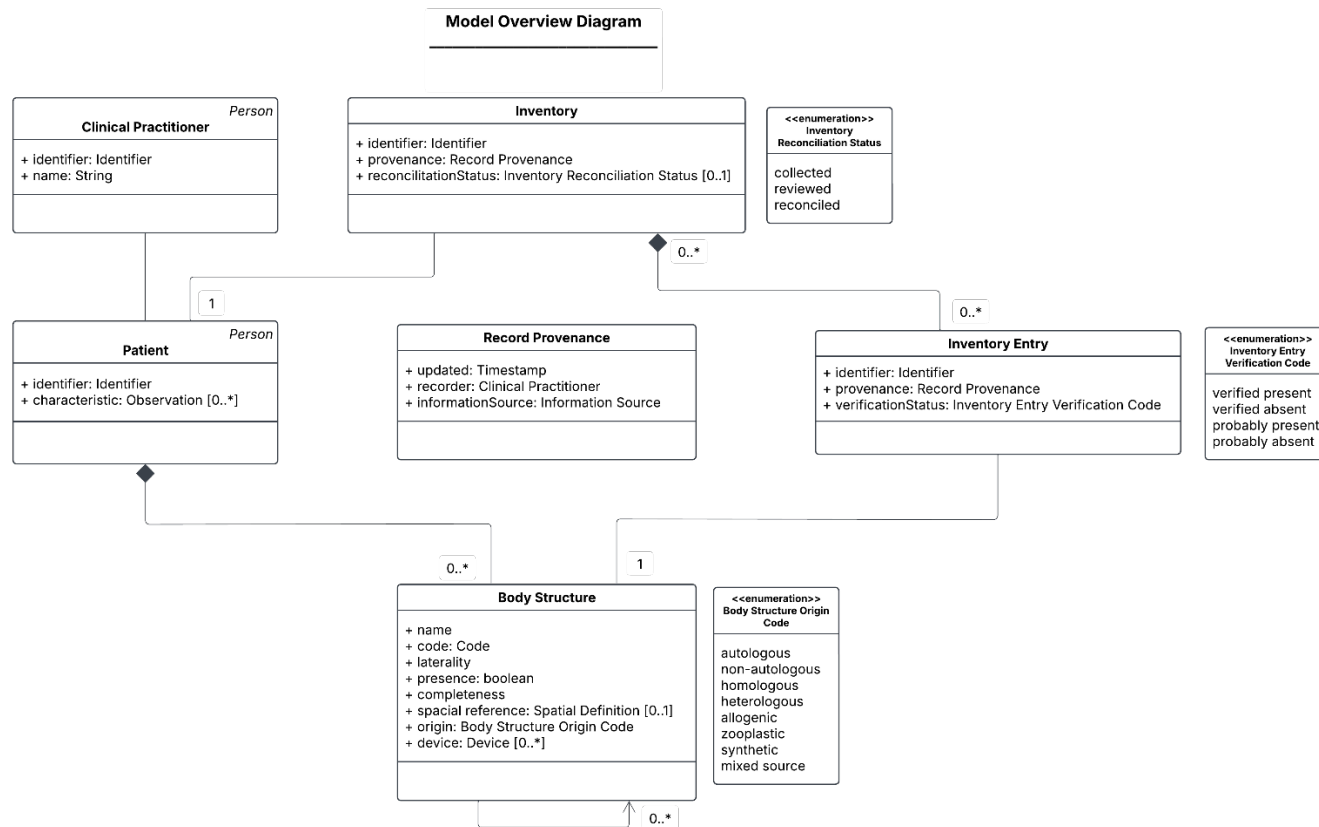 Model Overview Diagram
Person
Clinical Practitioner
+ identifier: Identifier
+ name: String
Inventory
+ identifier: Identifier
+ provenance: Record Provenance
+ reconcilitationStatus: Inventory Reconciliation Status [0..1]
<<enumeration>>
Inventory
Reconciliation Status
collected
reviewed
reconciled
0..*
1
0..*
Person
Patient
+ identifier: Identifier
+ characteristic: Observation [0..*]
Record Provenance
+ updated: Timestamp
+ recorder: Clinical Practitioner
+ informationSource: Information Source
Inventory Entry
+ identifier: Identifier
+ provenance: Record Provenance
+ verificationStatus: Inventory Entry Verification Code
<<enumeration>>
Inventory Entry
Verification Code
verified present
verified absent
probably present
probably absent
0..*
1
Body Structure
+ name
+ code: Code
+ laterality
+ presence: boolean
+ completeness
+ spacial reference: Spatial Definition [0..1]
+ origin: Body Structure Origin Code
+ device: Device [0..*]
<<enumeration>>
Body Structure Origin
Code
autologous
non-autologous
homologous
heterologous
allogenic
zooplastic
synthetic
mixed source
0..*